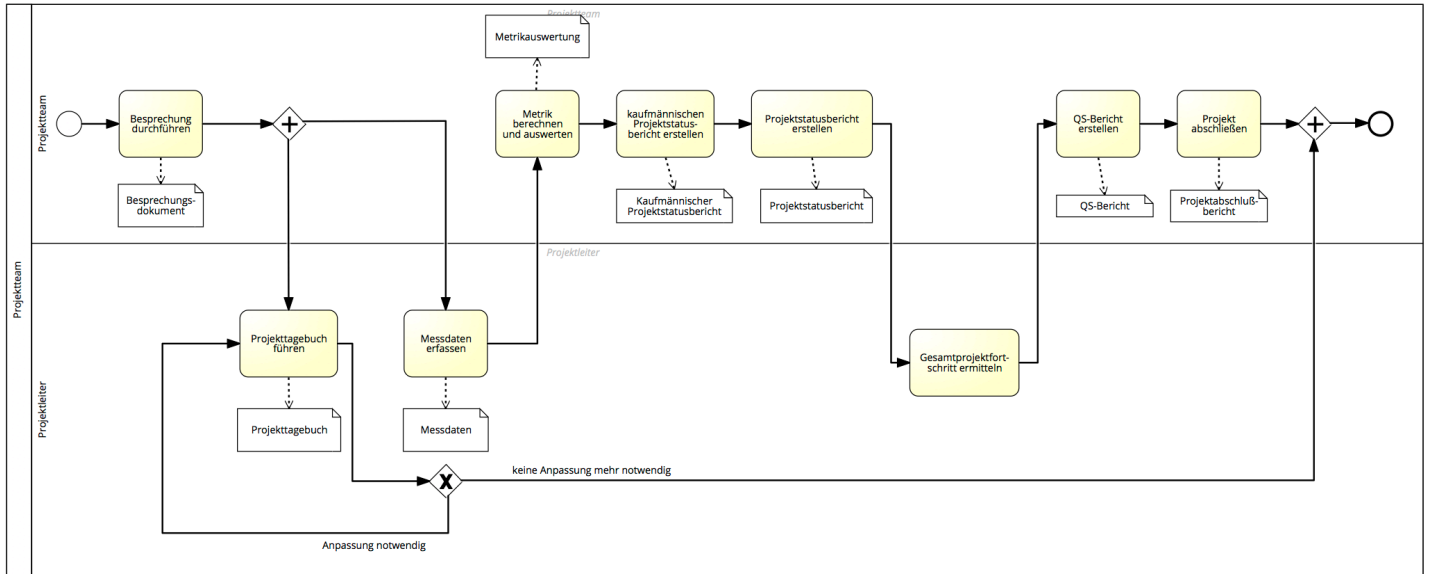 Projektteam
Projektteam
Projektteam
Metrikauswertung
Besprechung
durchführen
Metrik
berechnen
und auswerten
kaufmännischen
Projektstatus-
bericht erstellen
Projektstatusbericht
erstellen
QS-Bericht
erstellen
Projekt
abschließen
Besprechungs-
dokument
Kaufmännischer
Projektstatusbericht
Projektstatusbericht
QS-Bericht
Projektabschluß-
bericht
Projektleiter
Projektleiter
Projekttagebuch
führen
Messdaten
erfassen
Gesamtprojektfort-
schritt ermitteln
Projekttagebuch
Messdaten
X
keine Anpassung mehr notwendig
Anpassung notwendig